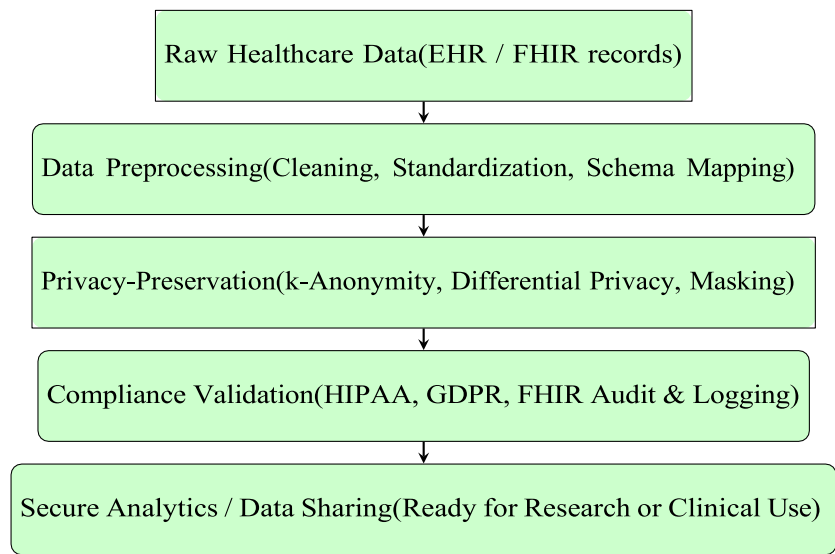 Raw Healthcare Data(EHR / FHIR records)
Data Preprocessing(Cleaning, Standardization, Schema Mapping)
Privacy-Preservation(k-Anonymity, Differential Privacy, Masking)
Compliance Validation(HIPAA, GDPR, FHIR Audit & Logging)
Secure Analytics / Data Sharing(Ready for Research or Clinical Use)